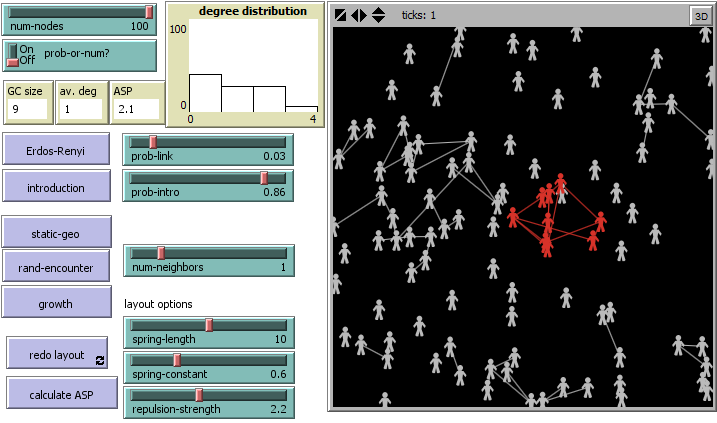 num-nodes 100
On
Off
prob-or-num?
GC size
9
av. deg
1
ASP
2.1
degree distribution
100
0
0 4
Erdos-Renyi
prob-link 0.03
introduction
prob-intro 0.86
static-geo
rand-encounter
num-neighbors 1
growth
layout options
redo layout
spring-length 10
spring-constant 0.6
calculate ASP
repulsion-strength 2.2
ticks: 1
3D